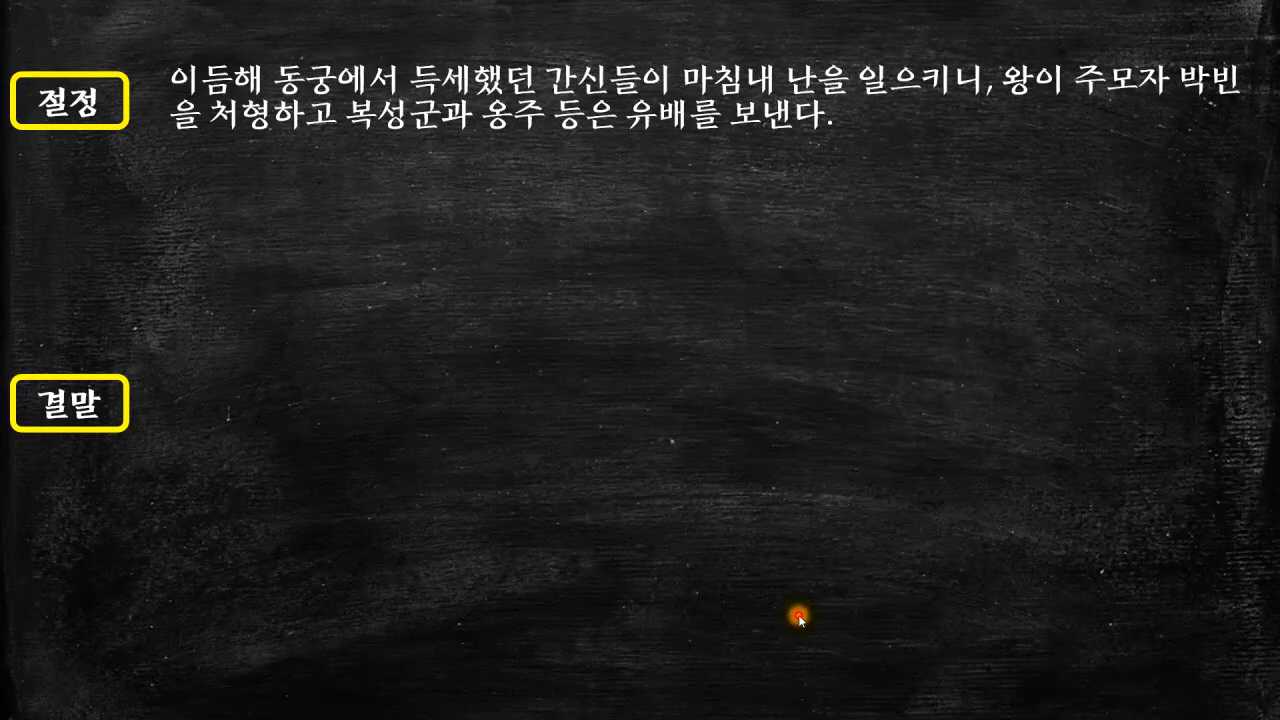 절정
이듬해 동궁에서 득세했던 간신들이 마침내 난을 일으키니, 왕이 주모자 박빈
을 처형하고 복성군과 옹주 등은 유배를 보낸다.
결말